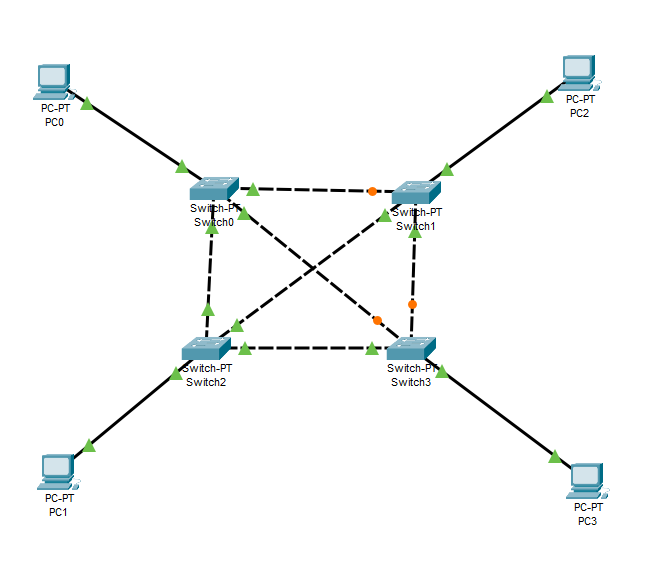 PC-PT
PC0
PC-PT
PC2
Switch-PT
Switch0
Switch-PT
Switch1
Switch-PT
Switch2
Switch-PT
Switch3
PC-PT
PC1
PC-PT
PC3